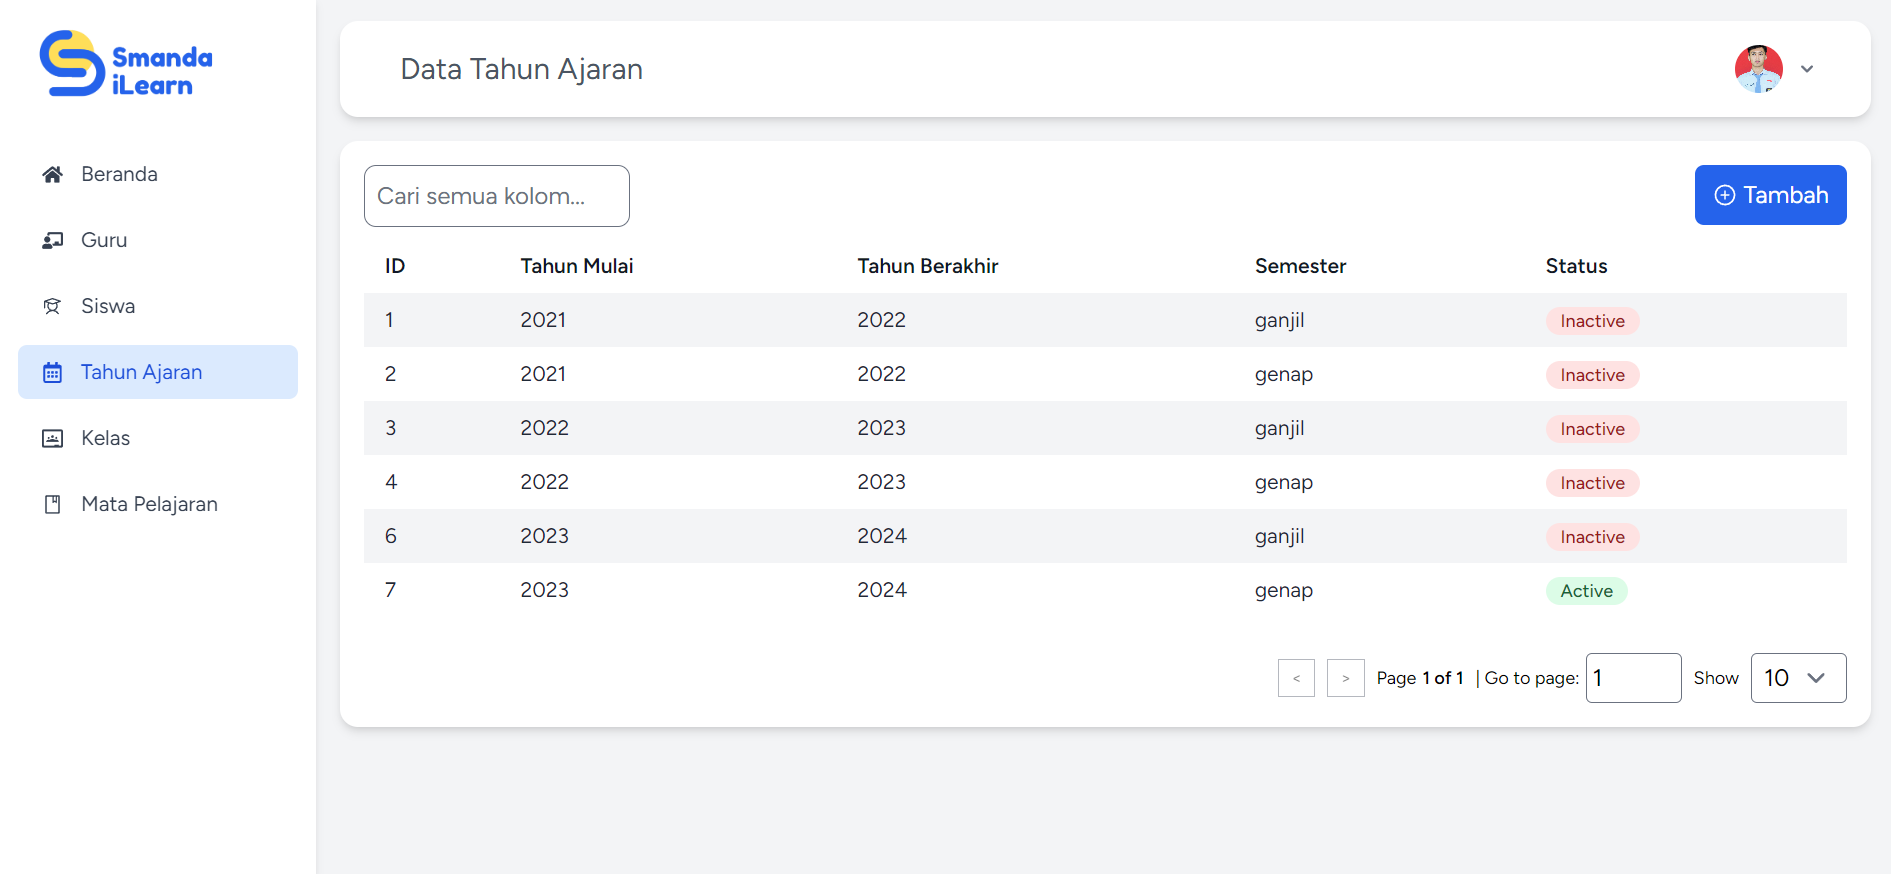 Smanda
iLearn
Data Tahun Ajaran
Beranda
Guru
Siswa
Tahun Ajaran
Kelas
Mata Pelajaran
Cari semua kolom...
Tambah
ID Tahun Mulai Tahun Berakhir Semester Status
1 2021 2022 ganjil Inactive
2 2021 2022 genap Inactive
3 2022 2023 ganjil Inactive
4 2022 2023 genap Inactive
6 2023 2024 ganjil Inactive
7 2023 2024 genap Active
< > Page 1 of 1 | Go to page: 1 Show 10